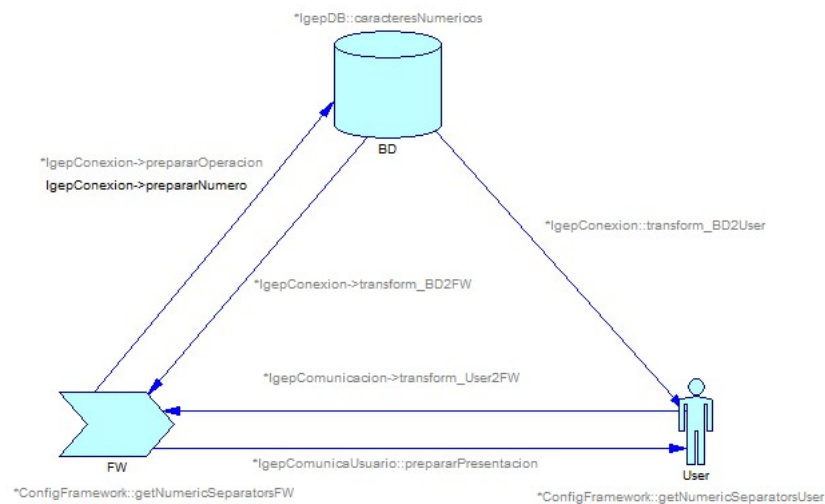 *IgepDB::caracteresNumericos
BD
*IgepConexion->prepararOperacion
IgepConexion->prepararNumero
*IgepConexion::transform_BD2User
*IgepConexion->transform_BD2FW
*IgepComunicacion->transform_User2FW
*IgepComunicaUsuario::prepararPresentacion
FW
User
*ConfigFramework::getNumericSeparatorsFW
*ConfigFramework::getNumericSeparatorsUser